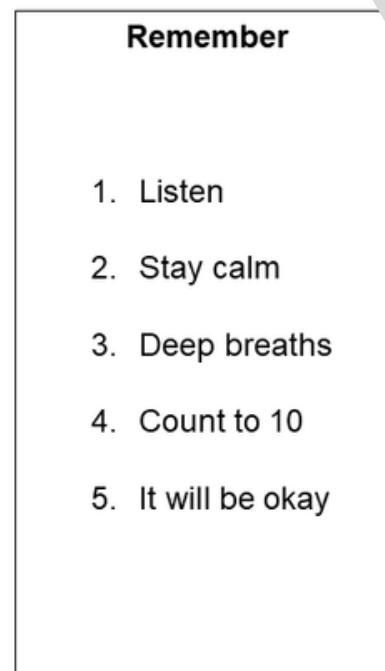 Remember
1. Listen
2. Stay calm
3. Deep breaths
4. Count to 10
5. It will be okay